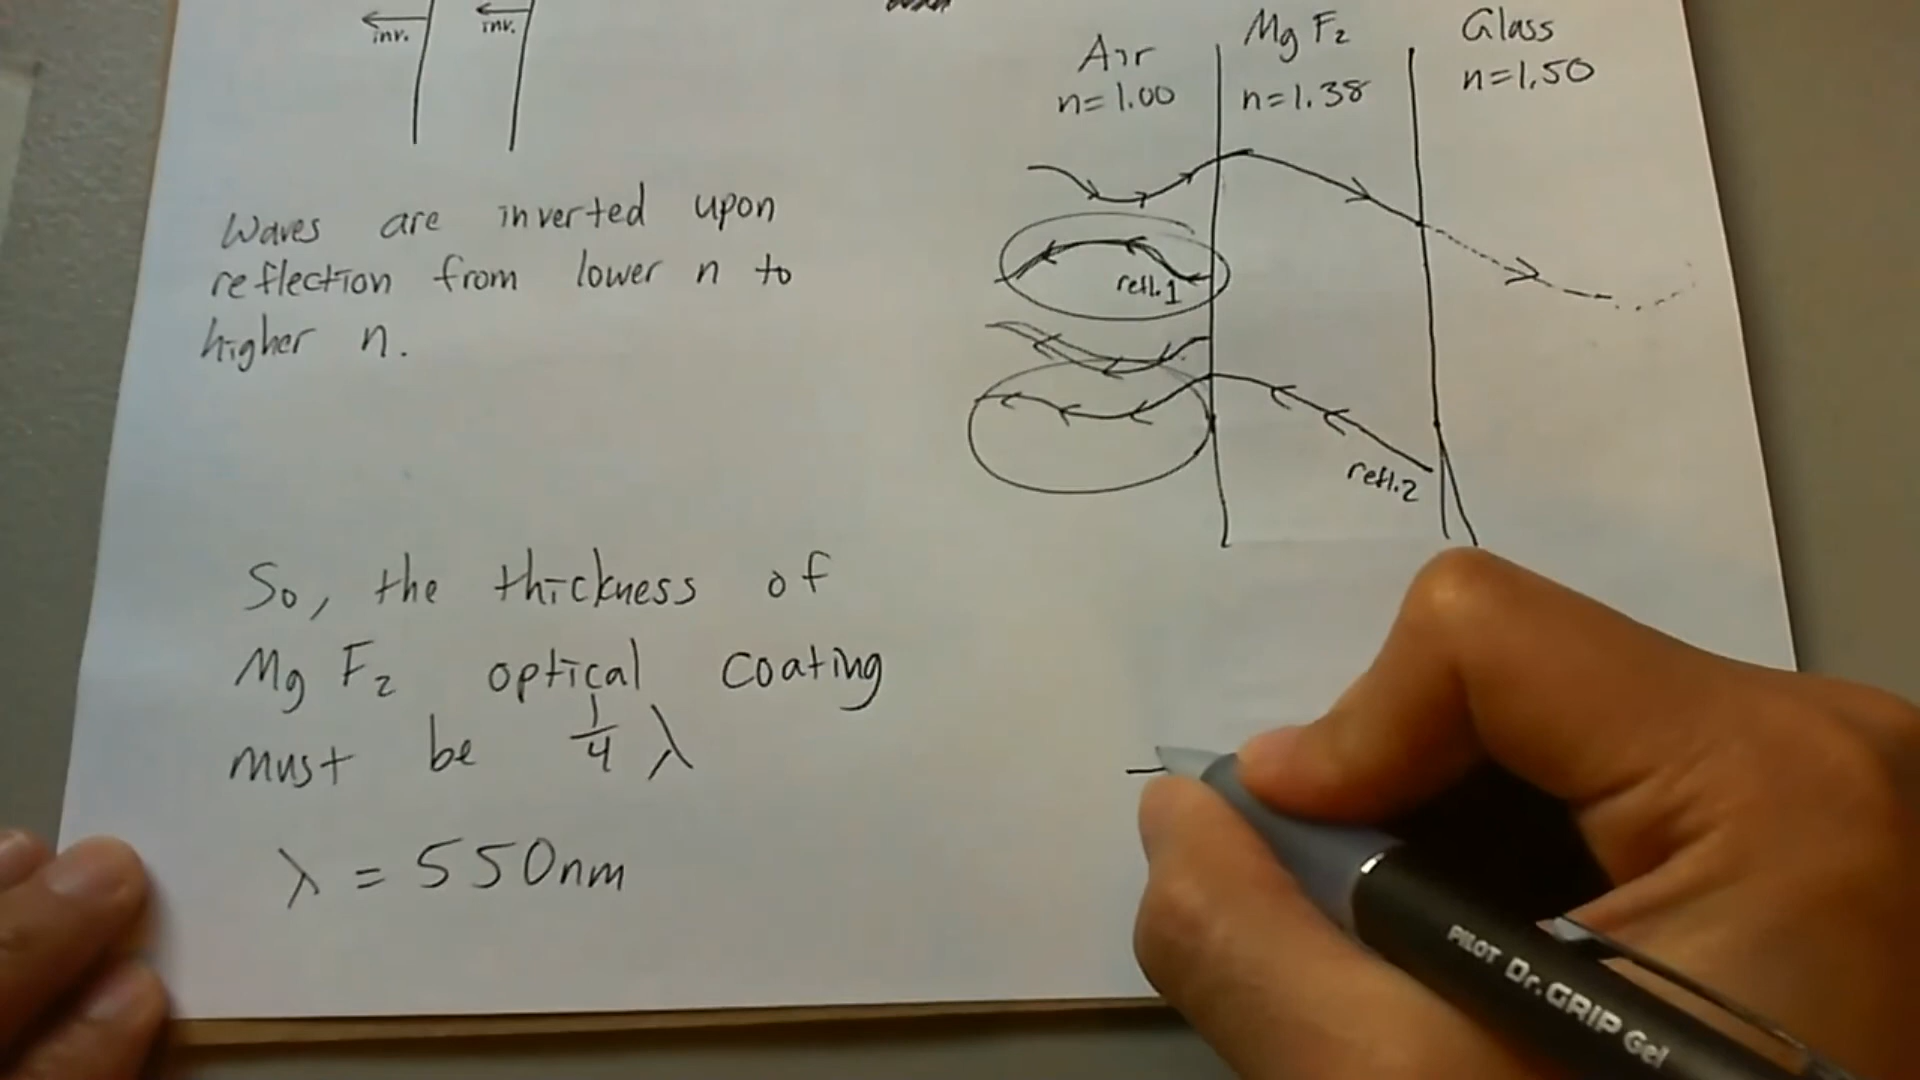 inv.
inv.
Air
n=1.00
Mg F2
n=1.38
Glass
n=1.50
Waves are inverted upon
reflection from lower n to
higher n.
refl.1
refl.2
So, the thickness of
Mg F2 optical coating
must be 1/4 λ
λ = 550nm
PILOT Dr.GRIP Gel